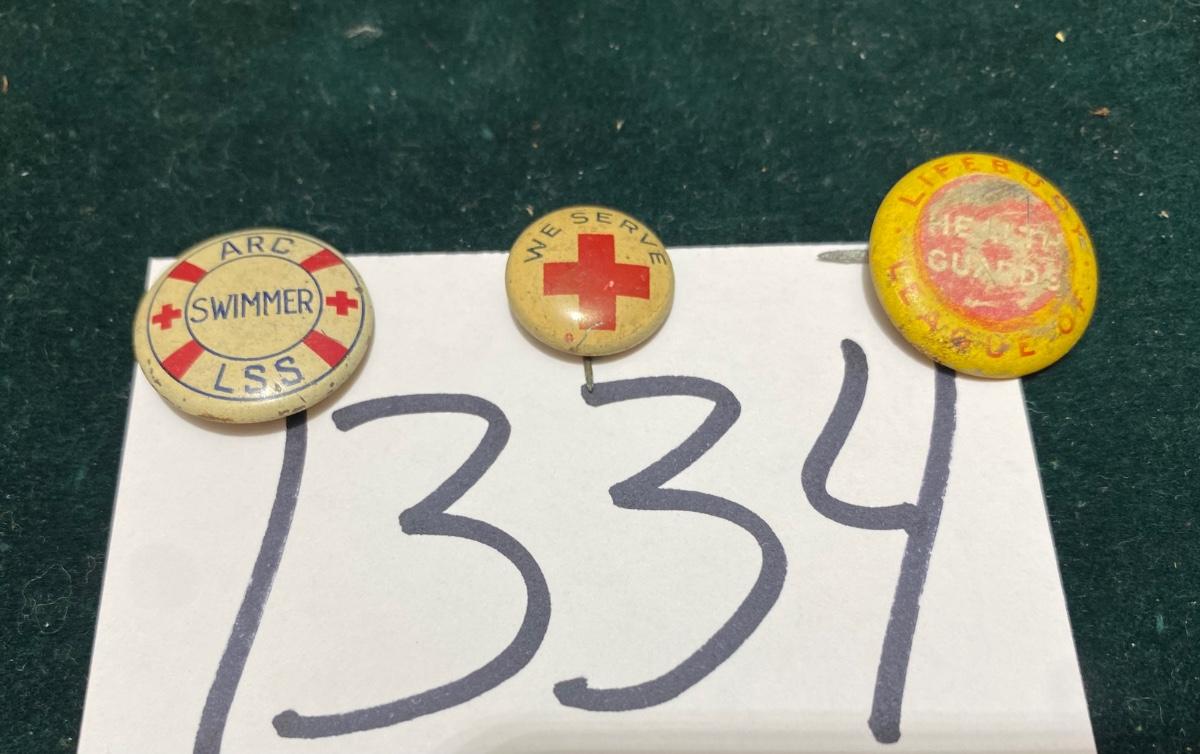 ARC
SWIMMER
LSS
WE SERVE
LIFEBUOY
LEAGUE OF
HEALTH
GUARDS
1334